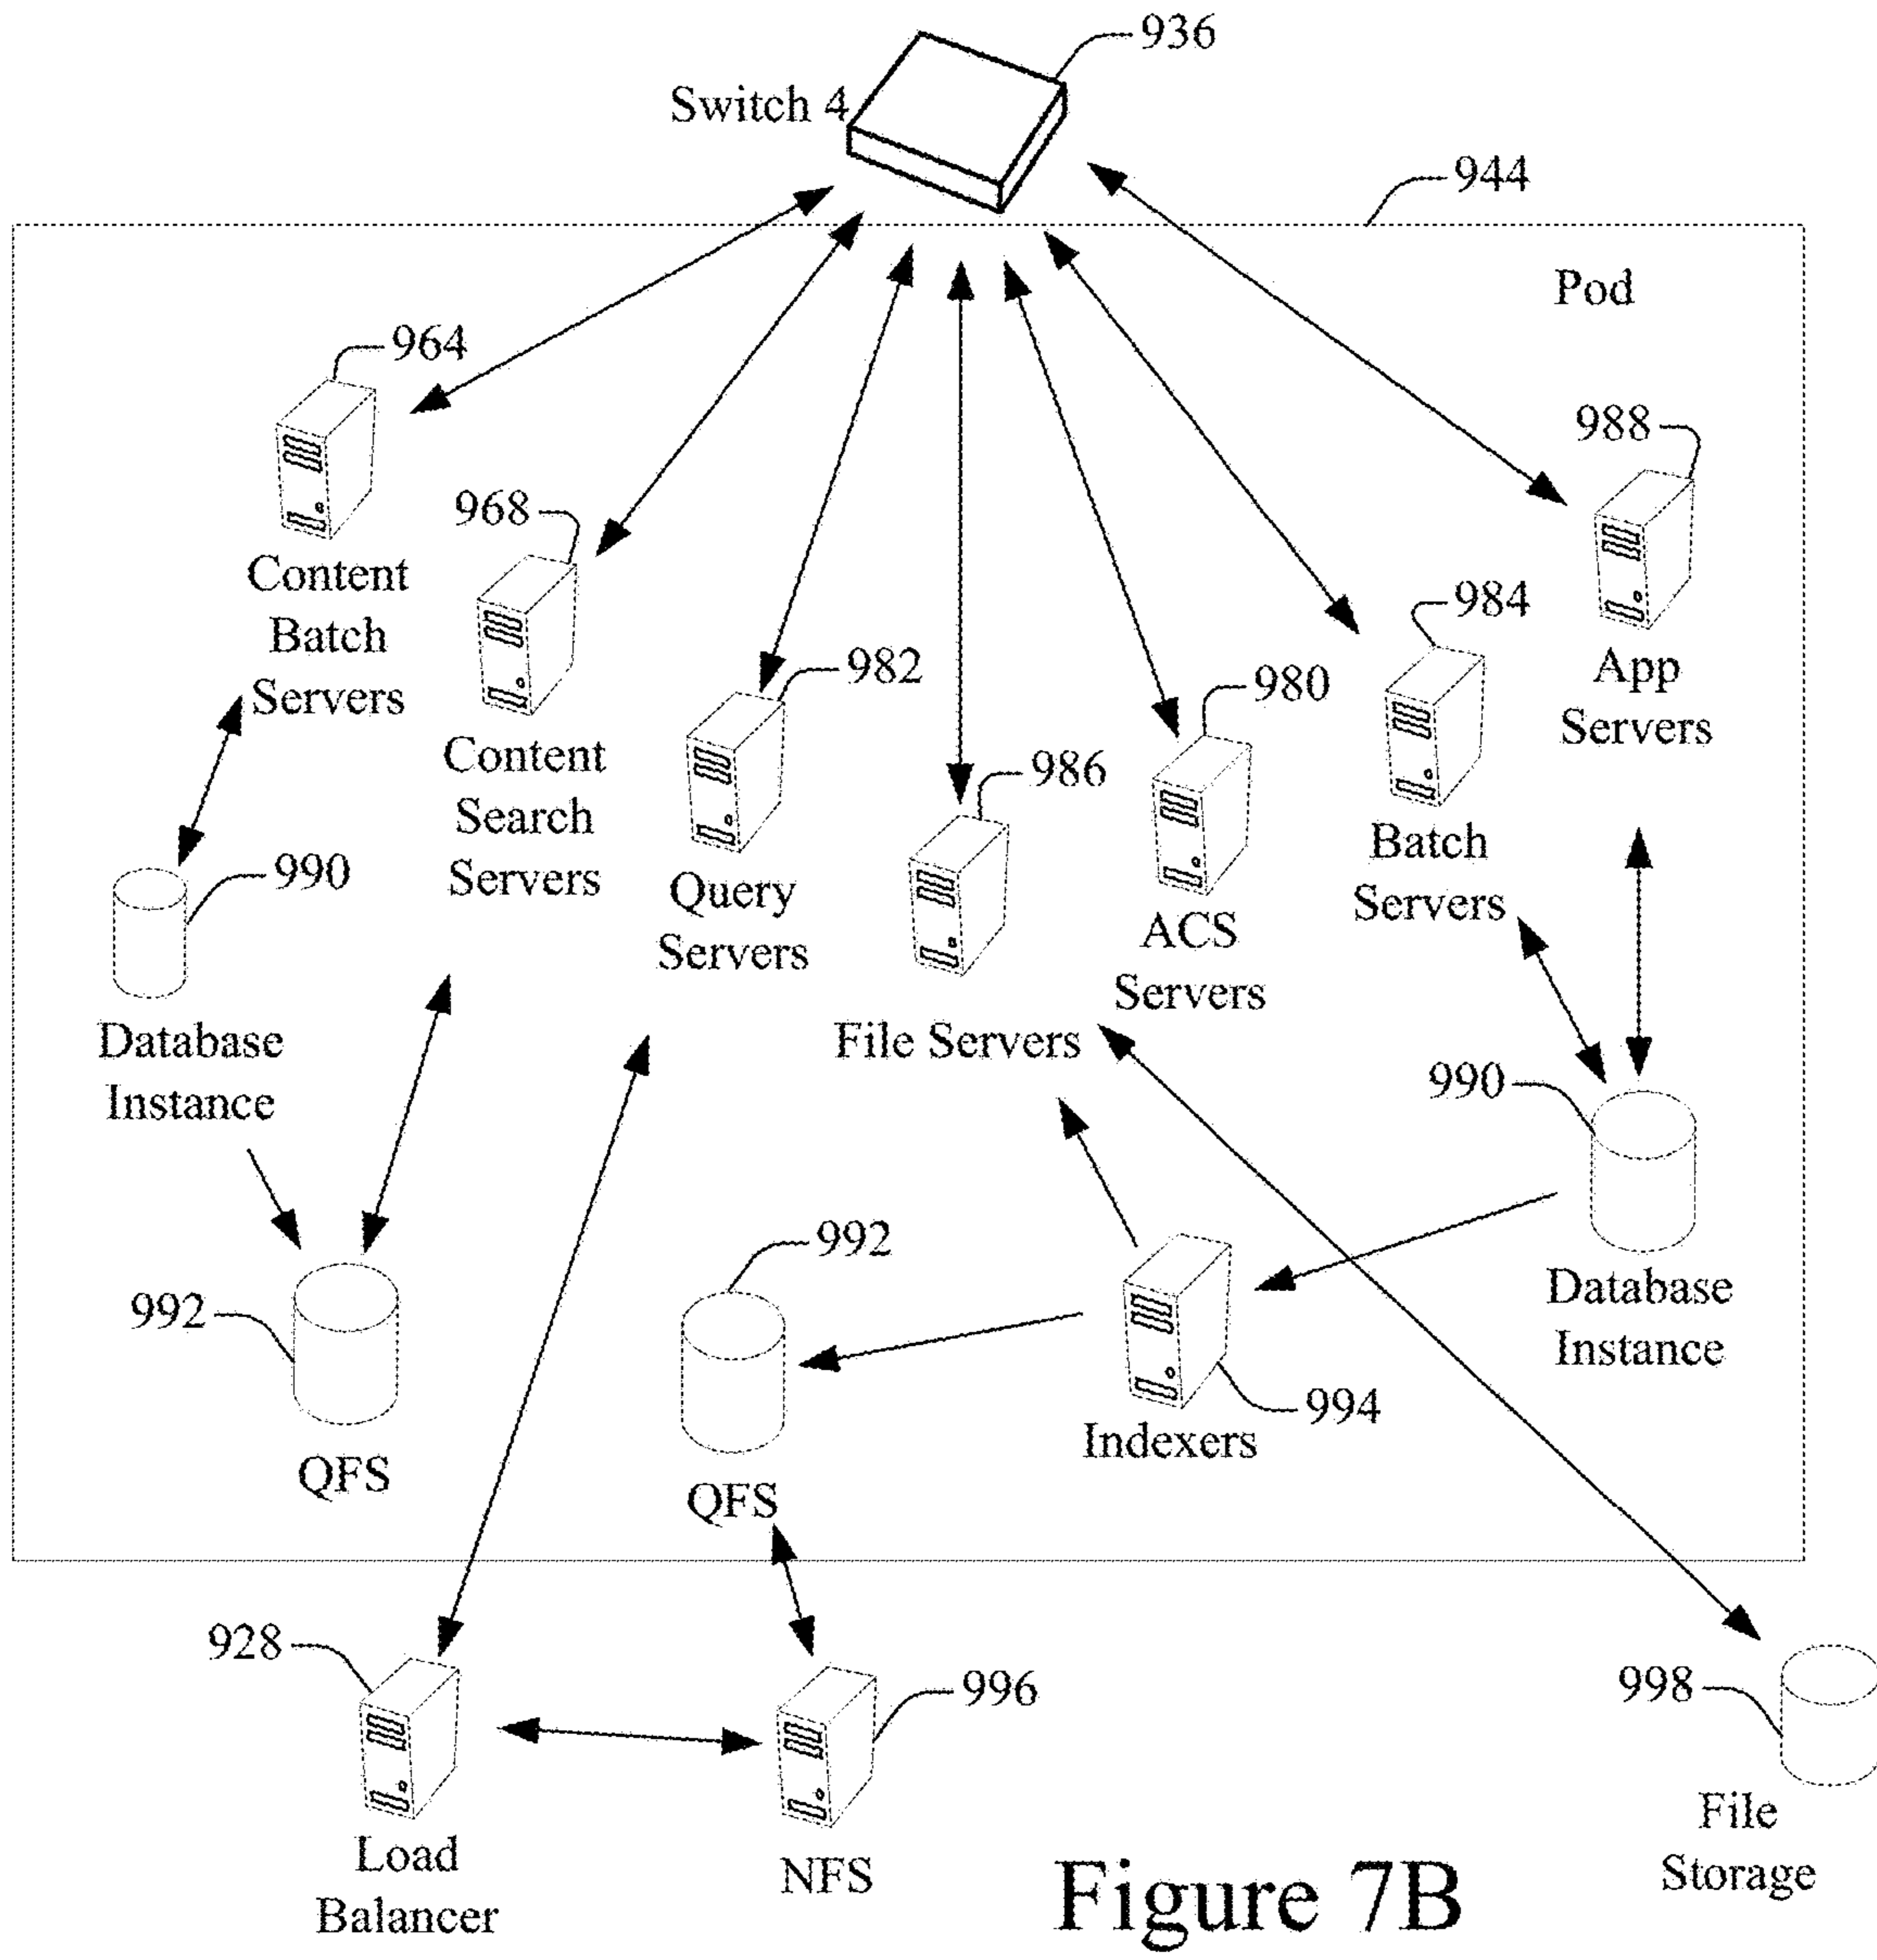 936
Switch 4
944
Pod
964
988
968
Content
Batch
Servers
984
982
980
App
Servers
Content
Search
Servers
986
Batch
Servers
990
Query
Servers
ACS
Servers
Database
Instance
File Servers
990
992
992
Database
Instance
994
Indexers
QFS
QFS
928
996
998
Load
Balancer
NFS
File
Storage
Figure 7B